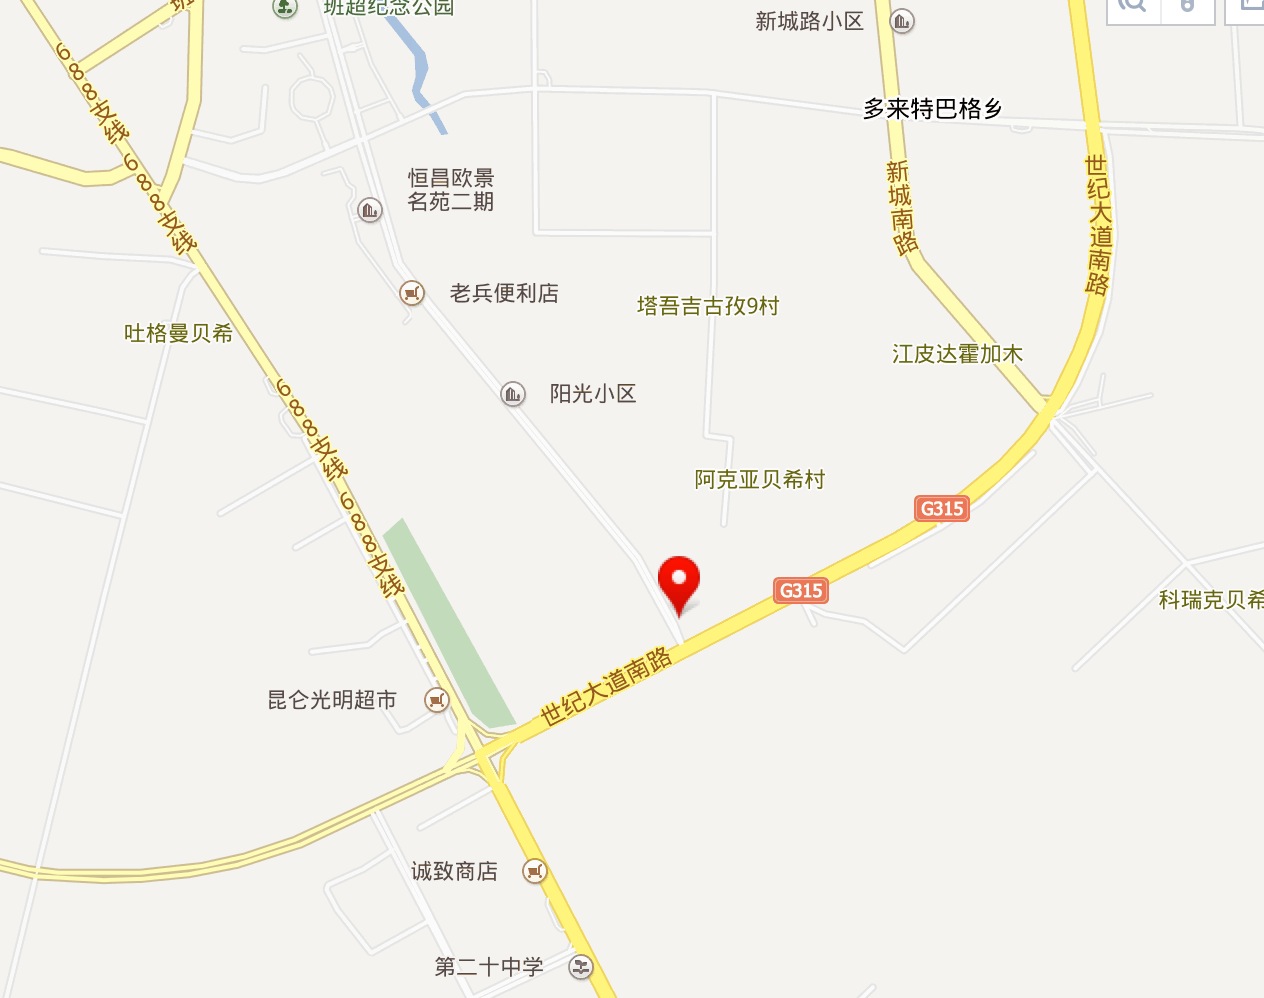 班超纪念公园
新城路小区
班
688支线
多来特巴格乡
688支线
恒昌欧景
名苑二期
新城南路
世纪大道南路
老兵便利店
塔吾吉古孜9村
吐格曼贝希
江皮达霍加木
阳光小区
688支线
阿克亚贝希村
G315
688支线
G315
科瑞克贝希
世纪大道南路
昆仑光明超市
诚致商店
第二十中学